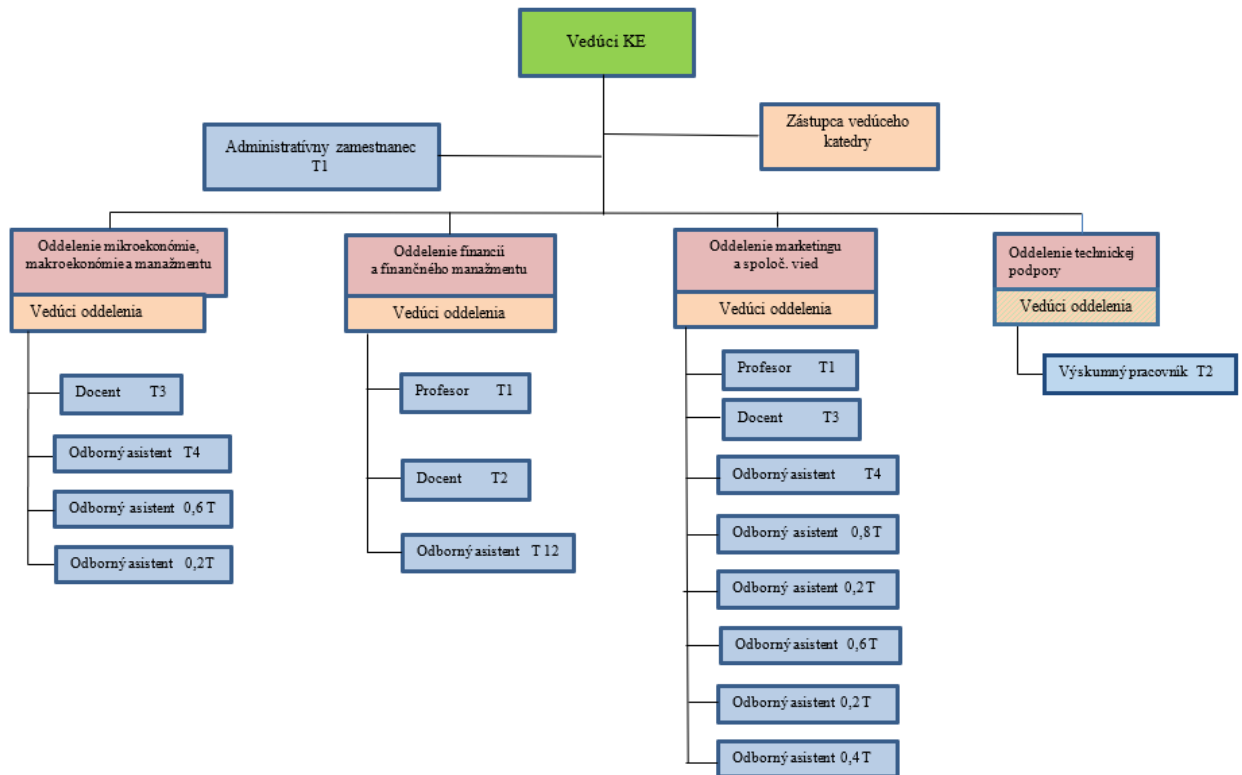 Vedúci KE
Zástupca vedúceho
katedry
Administratívny zamestnanec
T1
Oddelenie mikroekonómie,
makroekonómie a manažmentu
Vedúci oddelenia
Docent T3
Odborný asistent T4
Odborný asistent 0,6 T
Odborný asistent 0,2T
Oddelenie financií
a finančného manažmentu
Vedúci oddelenia
Profesor T1
Docent T2
Odborný asistent T 12
Oddelenie marketingu
a spoloč. vied
Vedúci oddelenia
Profesor T1
Docent T3
Odborný asistent T4
Odborný asistent 0,8 T
Odborný asistent 0,2 T
Odborný asistent 0,6 T
Odborný asistent 0,2 T
Odborný asistent 0,4 T
Oddelenie technickej
podpory
Vedúci oddelenia
Výskumný pracovník T2